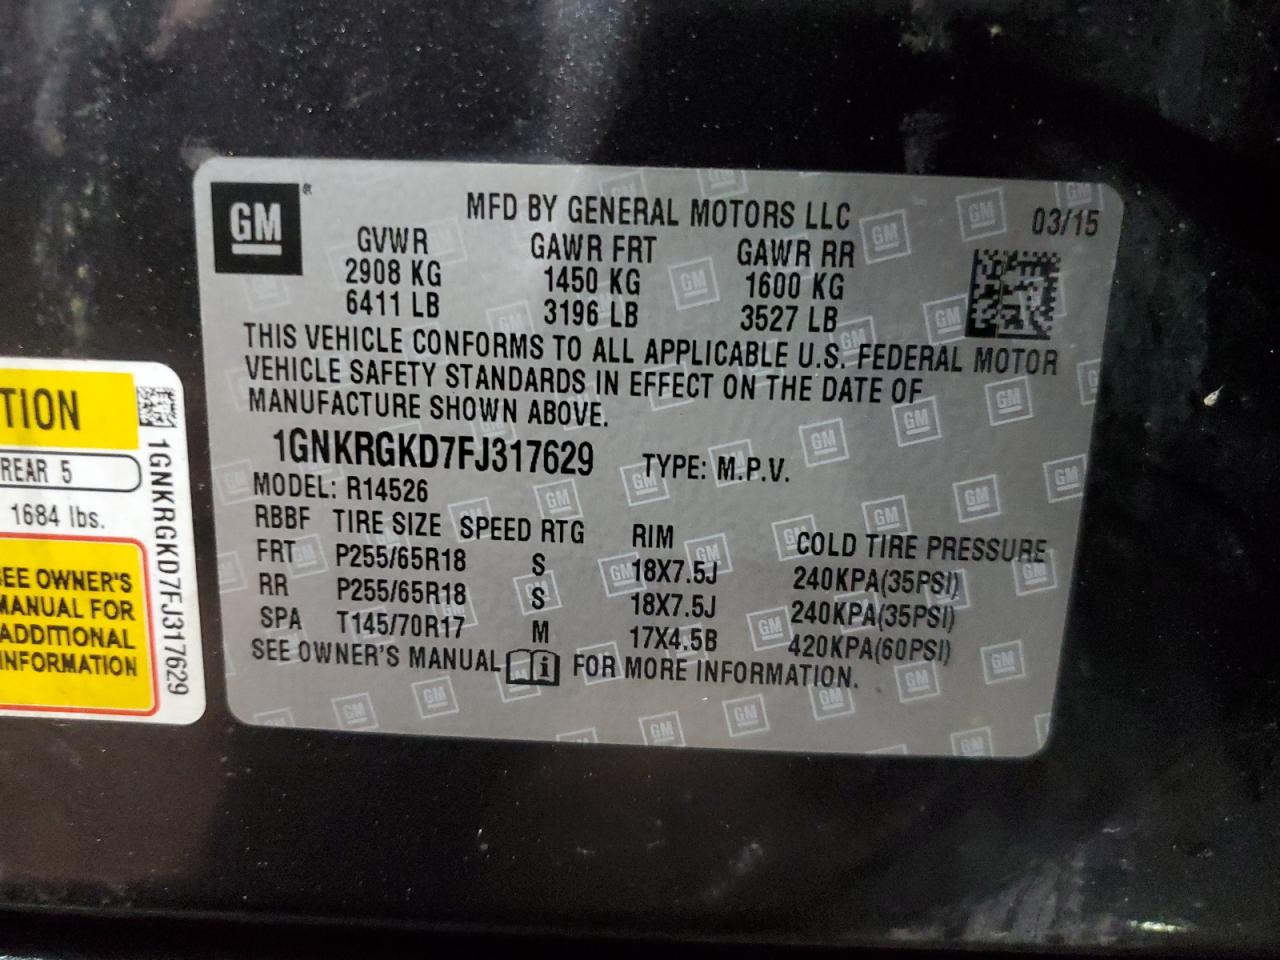 GM®
MFD BY GENERAL MOTORS LLC
03/15
GVWR GAWR FRT GAWR RR
2908 KG 1450 KG 1600 KG
6411 LB 3196 LB 3527 LB
THIS VEHICLE CONFORMS TO ALL APPLICABLE U.S. FEDERAL MOTOR
VEHICLE SAFETY STANDARDS IN EFFECT ON THE DATE OF
MANUFACTURE SHOWN ABOVE.
1GNKRGKD7FJ317629 TYPE: M.P.V.
MODEL: R14526
RBBF TIRE SIZE SPEED RTG RIM COLD TIRE PRESSURE
FRT P255/65R18 S 18X7.5J 240KPA(35PSI)
RR P255/65R18 S 18X7.5J 240KPA(35PSI)
SPA T145/70R17 M 17X4.5B 420KPA(60PSI)
SEE OWNER'S MANUAL i FOR MORE INFORMATION.
TION
REAR 5
1684 lbs.
SEE OWNER'S
MANUAL FOR
ADDITIONAL
INFORMATION
1GNKRGKD7FJ317629